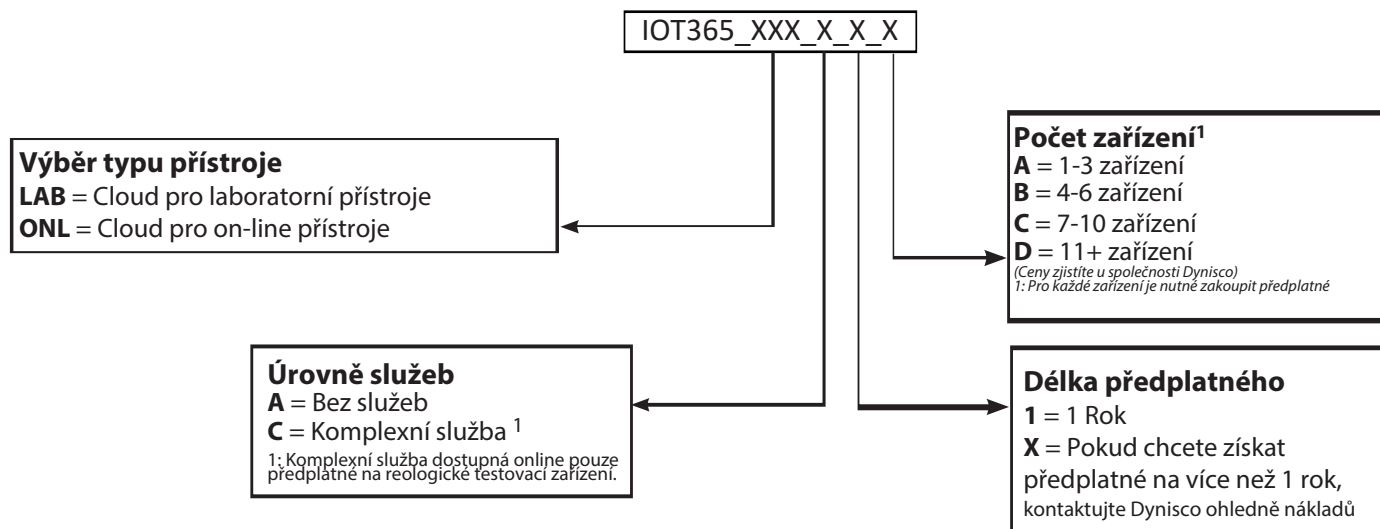 IOT365_XXX_X_X_X
Výběr typu přístroje
LAB = Cloud pro laboratorní přístroje
ONL = Cloud pro on-line přístroje
Počet zařízení1
A = 1-3 zařízení
B = 4-6 zařízení
C = 7-10 zařízení
D = 11+ zařízení
(Ceny zjistíte u společnosti Dynisco)
1: Pro každé zařízení je nutné zakoupit předplatné
Úrovně služeb
A = Bez služeb
C = Komplexní služba 1
1: Komplexní služba dostupná online pouze
předplatné na reologické testovací zařízení.
Délka předplatného
1 = 1 Rok
X = Pokud chcete získat
předplatné na více než 1 rok,
kontaktujte Dynisco ohledně nákladů